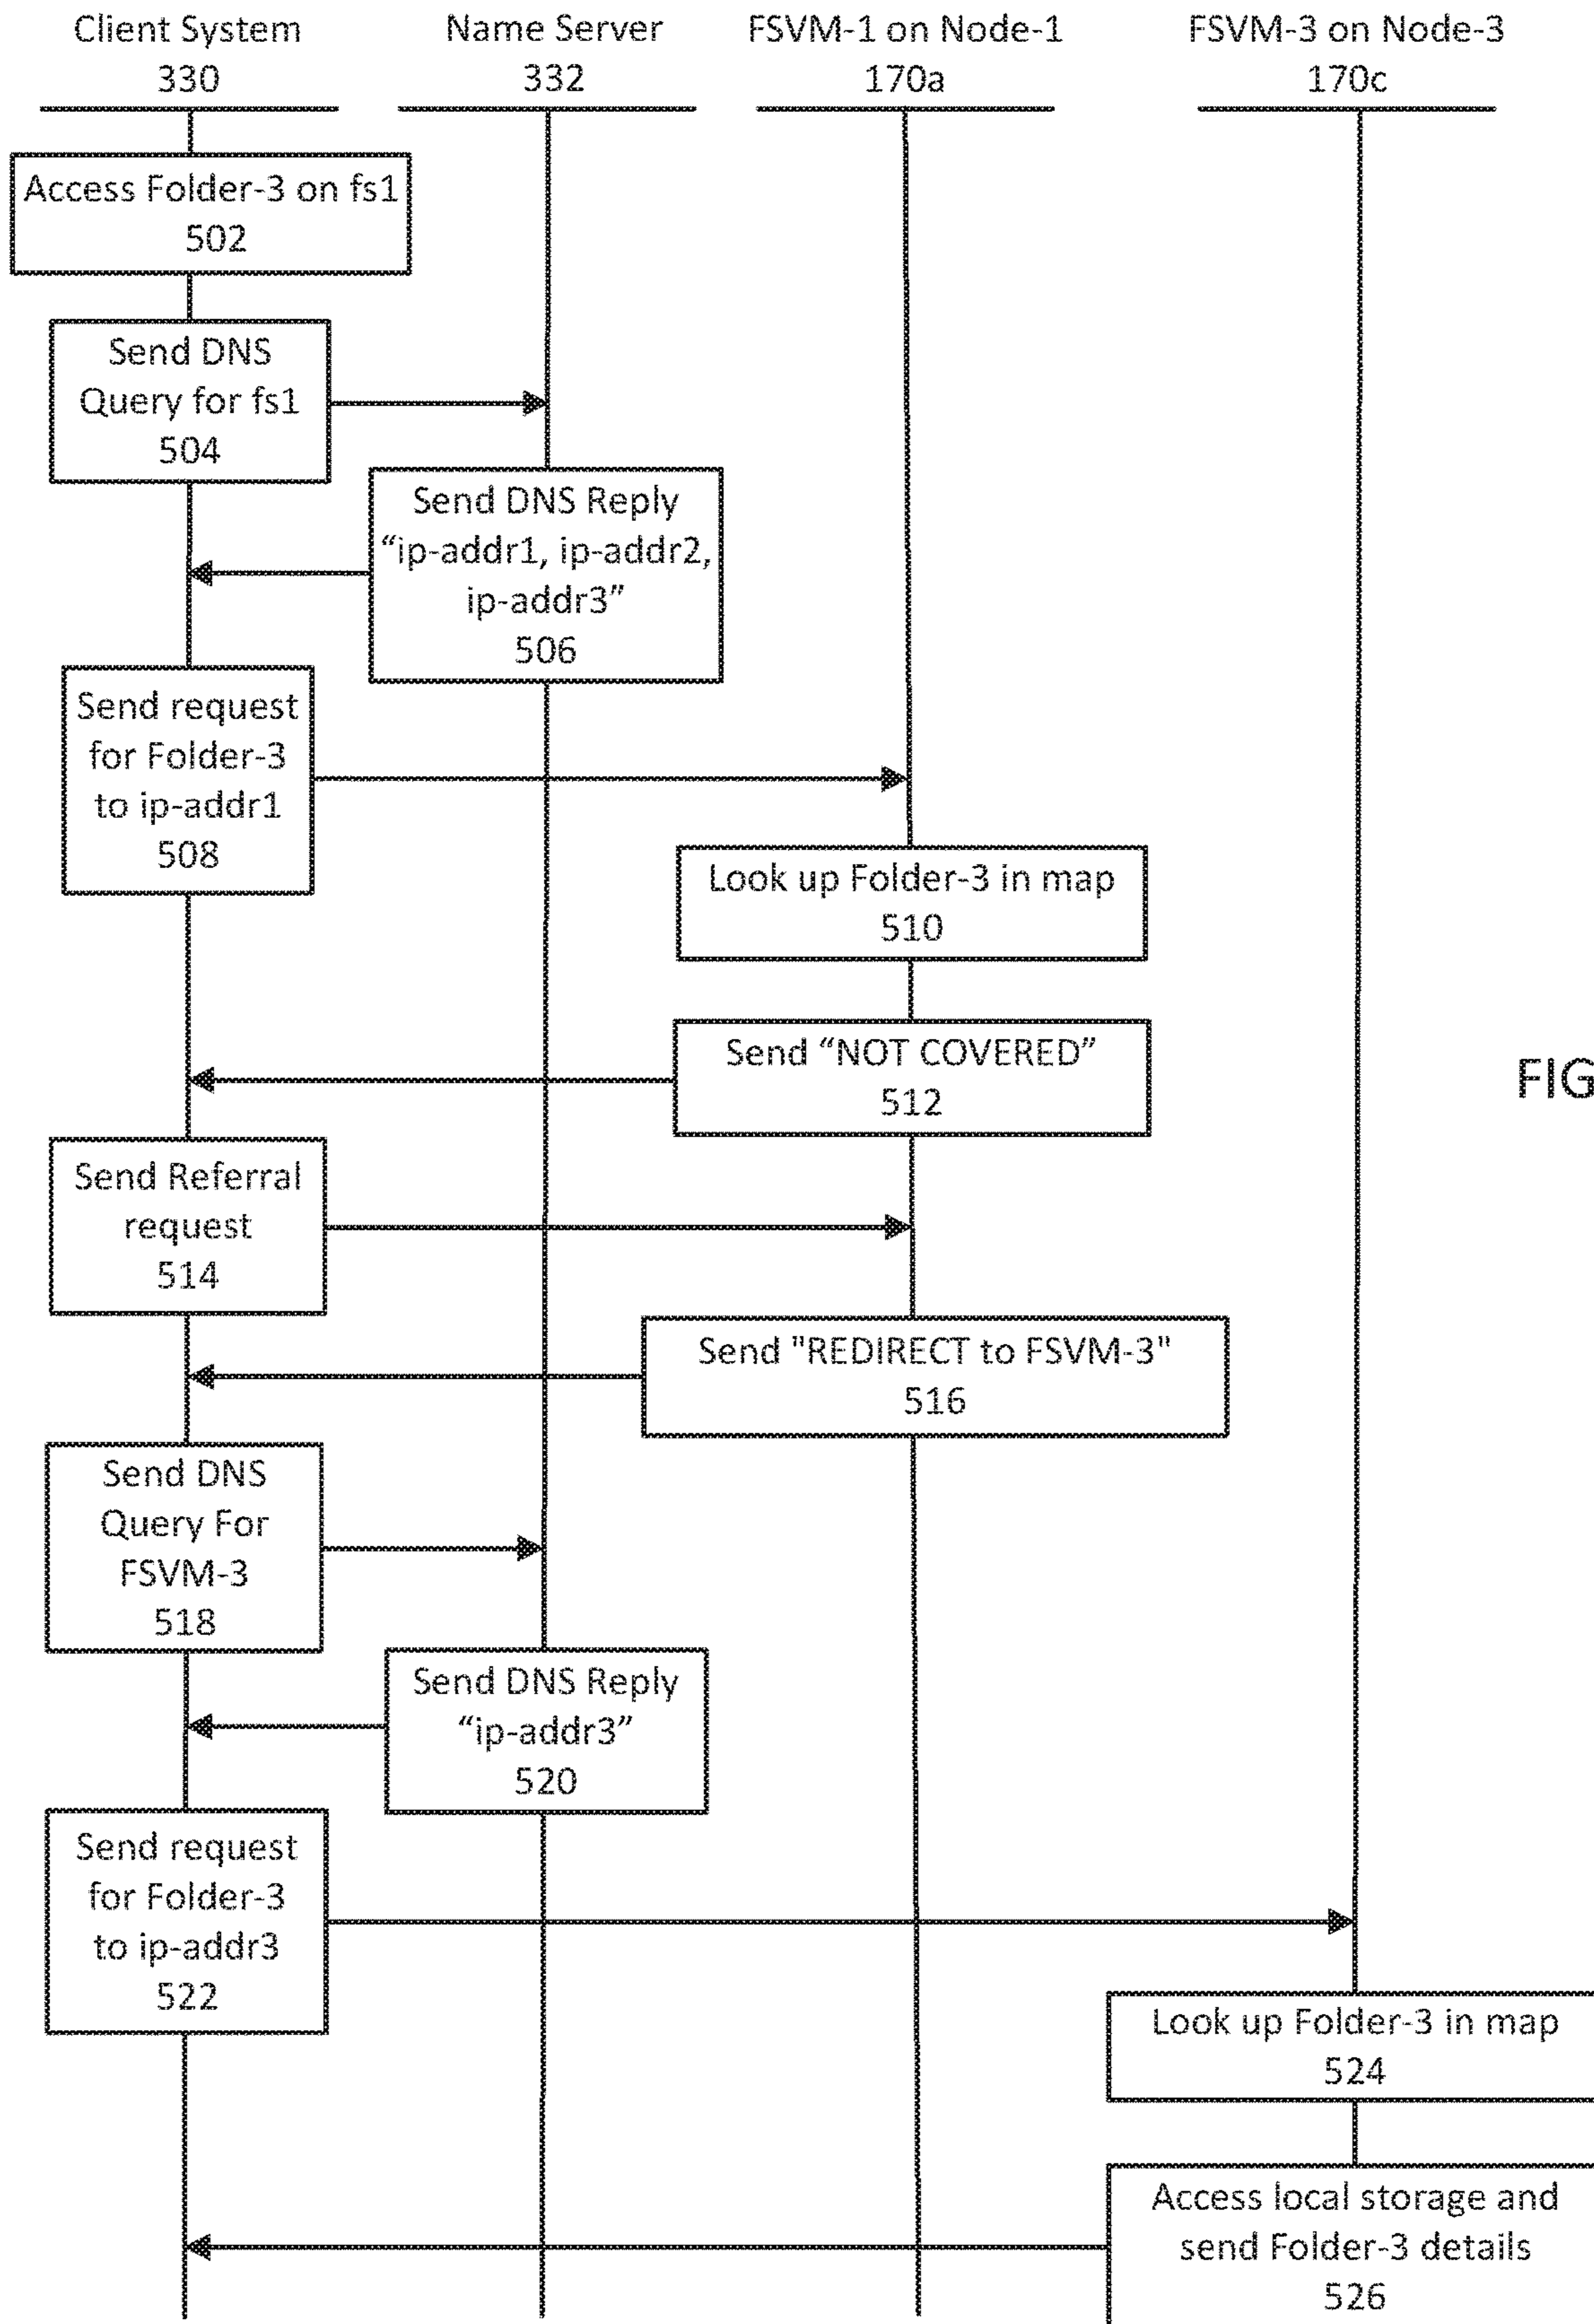 Client System
330
Name Server
332
FSVM-1 on Node-1
170a
FSVM-3 on Node-3
170c
Access Folder-3 on fs1
502
Send DNS
Query for fs1
504
Send DNS Reply
“ip-addr1, ip-addr2,
ip-addr3”
506
Send request
for Folder-3
to ip-addr1
508
Look up Folder-3 in map
510
Send “NOT COVERED”
512
FIG
Send Referral
request
514
Send "REDIRECT to FSVM-3"
516
Send DNS
Query For
FSVM-3
518
Send DNS Reply
“ip-addr3”
520
Send request
for Folder-3
to ip-addr3
522
Look up Folder-3 in map
524
Access local storage and
send Folder-3 details
526